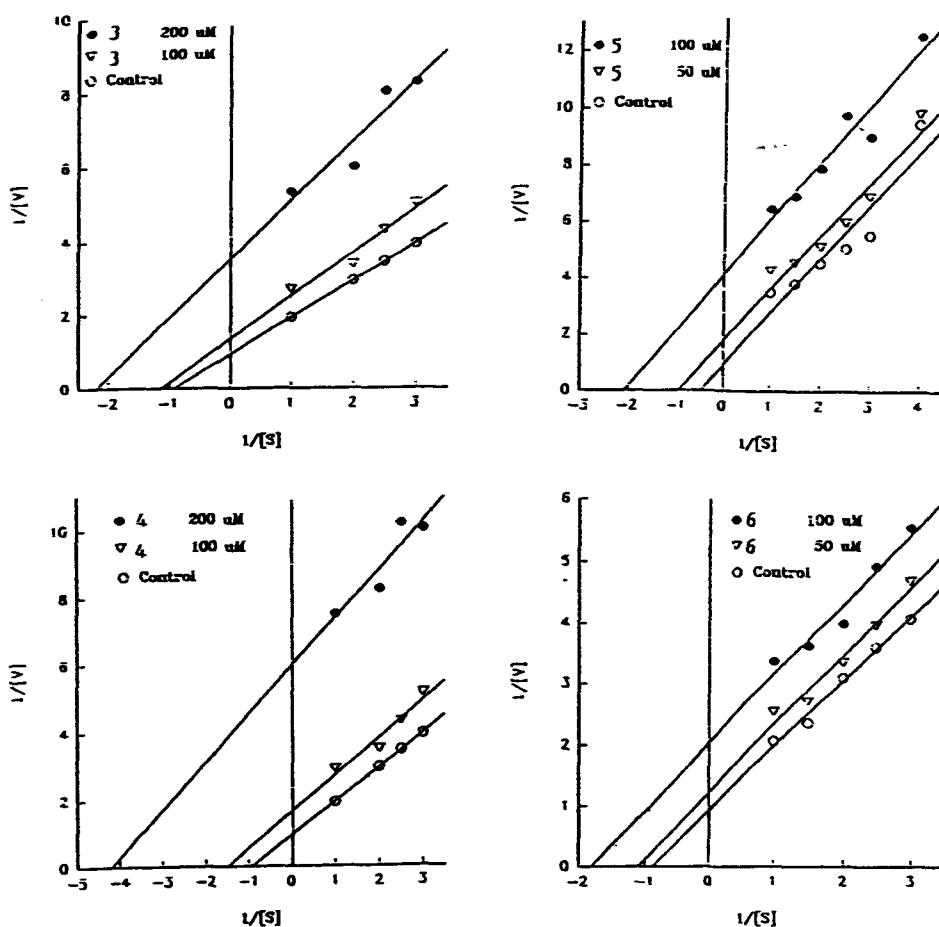 10
8
6
4
2
0
1/[V]
3 200 uM
3 100 uM
Control
-2 -1 0 1 2 3
1/[S]
12
10
8
6
4
2
0
1/[V]
5 100 uM
5 50 uM
Control
-3 -2 -1 0 1 2 3 4
1/[S]
10
8
6
4
2
0
1/[V]
4 200 uM
4 100 uM
Control
-5 -4 -3 -2 -1 0 1 2 3
1/[S]
6
5
4
3
2
1
0
1/[V]
6 100 uM
6 50 uM
Control
-2 -1 0 1 2 3
1/[S]